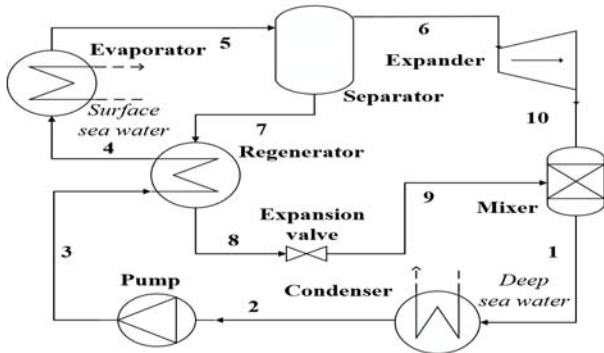 5
6
Evaporator
Expander
Separator
Surface
sea water
10
7
4
Regenerator
Expansion
valve
9
Mixer
3
8
1
Pump
Condenser
Deep
sea water
2